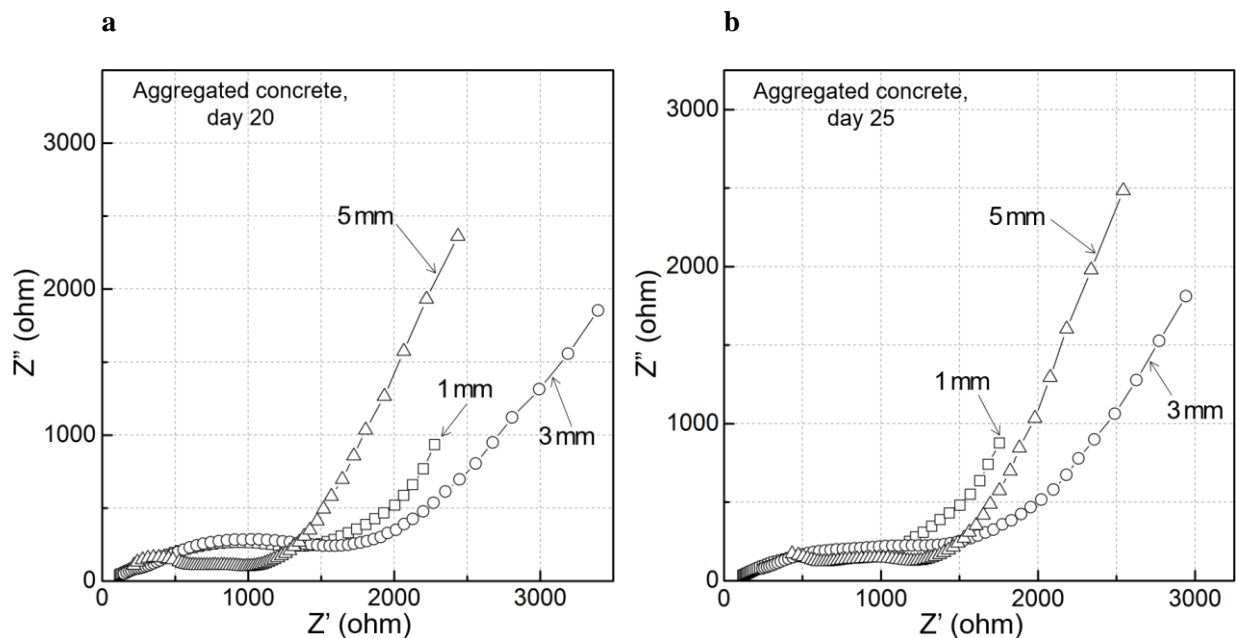 a
Aggregated concrete,
day 20
5 mm
1 mm
3 mm
3000
2000
1000
0
0
1000
2000
3000
Z'' (ohm)
Z' (ohm)
b
Aggregated concrete,
day 25
5 mm
1 mm
3 mm
3000
2000
1000
0
0
1000
2000
3000
Z'' (ohm)
Z' (ohm)